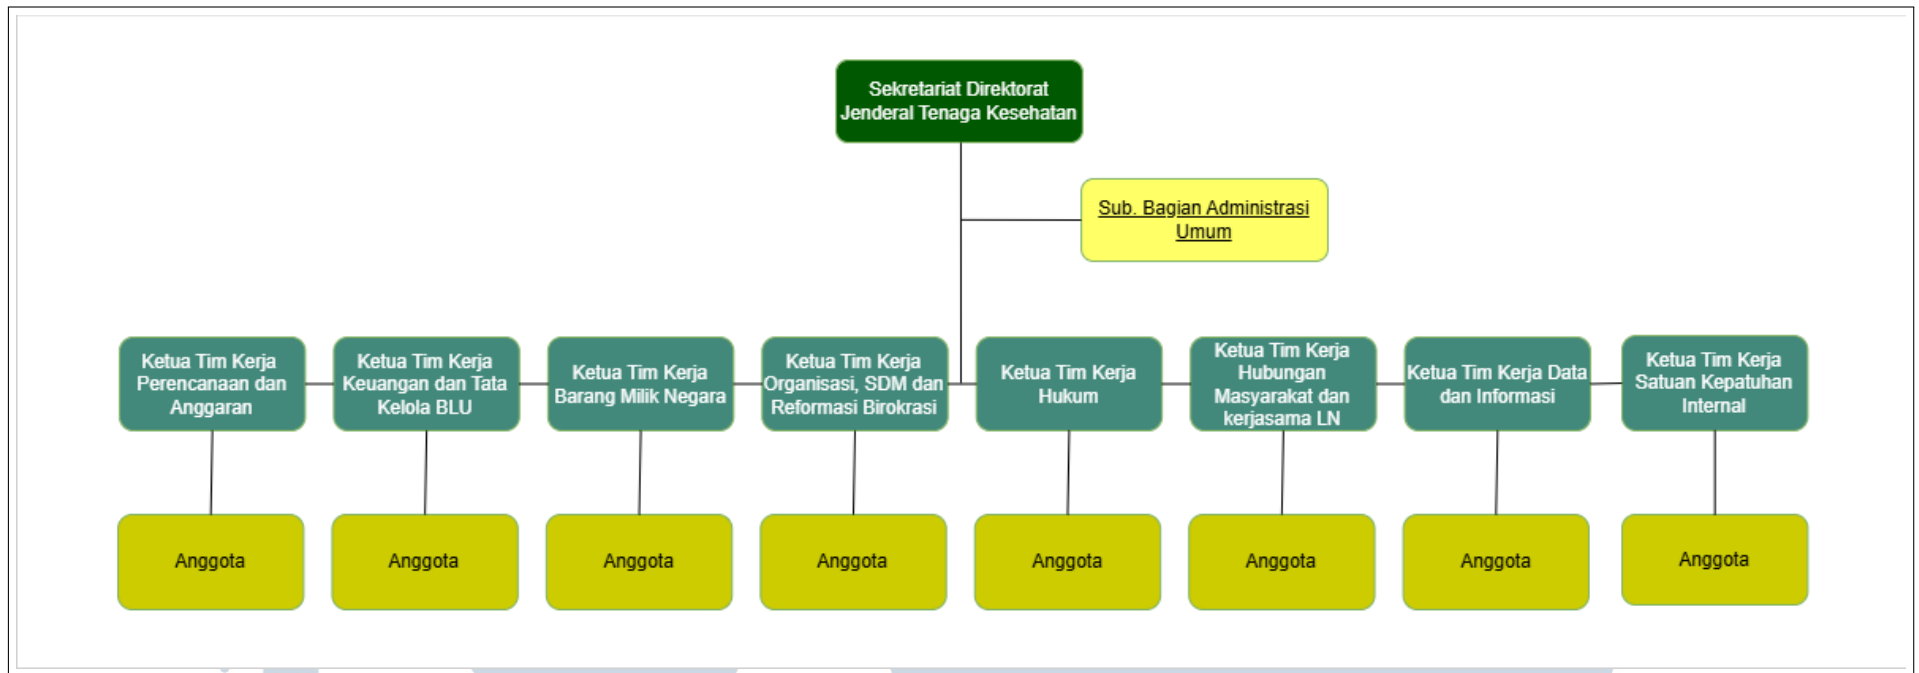 Sekretariat Direktorat
Jenderal Tenaga Kesehatan
Sub. Bagian Administrasi
Umum
Ketua Tim Kerja
Perencanaan dan
Anggaran
Ketua Tim Kerja
Keuangan dan Tata
Kelola BLU
Ketua Tim Kerja
Barang Milik Negara
Ketua Tim Kerja
Organisasi, SDM dan
Reformasi Birokrasi
Ketua Tim Kerja
Hukum
Ketua Tim Kerja
Hubungan
Masyarakat dan
kerjasama LN
Ketua Tim Kerja Data
dan Informasi
Ketua Tim Kerja
Satuan Kepatuhan
Internal
Anggota
Anggota
Anggota
Anggota
Anggota
Anggota
Anggota
Anggota